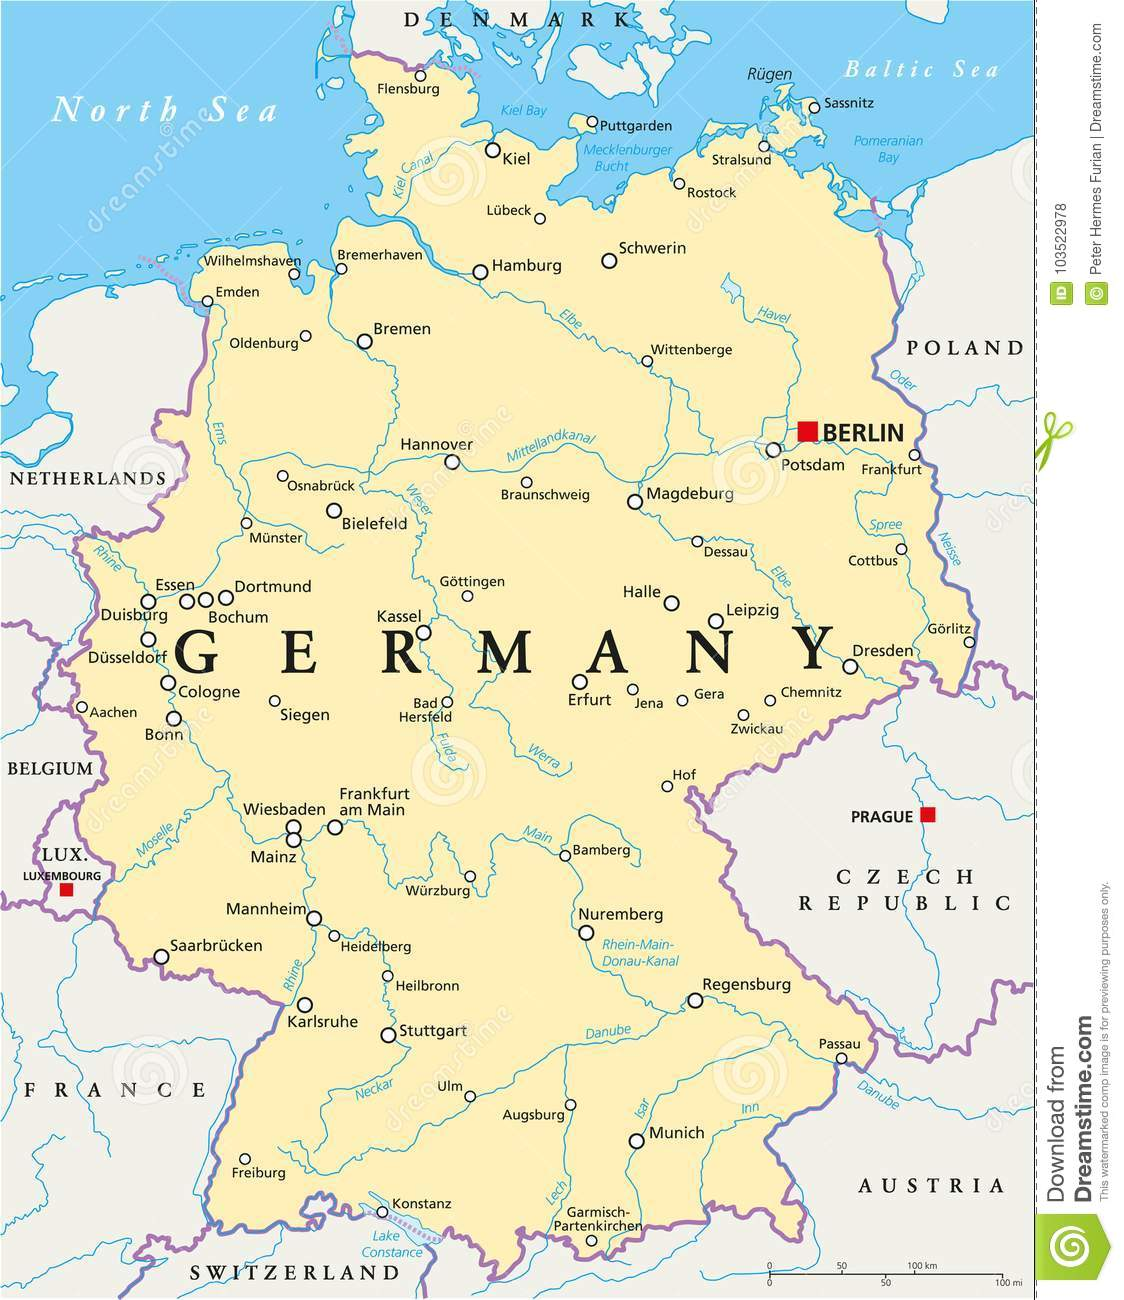 DENMARK
North Sea
Baltic Sea
Flensburg
Rügen
Sassnitz
Kiel Bay
Puttgarden
Mecklenburger
Bucht
Pomeranian
Bay
Kiel
Kiel Canal
Stralsund
Rostock
Lübeck
Schwerin
Hamburg
Wilhelmshaven
Bremerhaven
Emden
Elbe
Havel
Oldenburg
Bremen
Wittenberge
POLAND
Oder
Ems
Hannover
Mittellandkanal
BERLIN
Potsdam
Frankfurt
NETHERLANDS
Osnabrück
Weser
Braunschweig
Magdeburg
Bielefeld
Münster
Spree
Neisse
Rhine
Dessau
Cottbus
Elbe
Essen
Dortmund
Göttingen
Halle
Leipzig
Duisburg
Bochum
Kassel
Görlitz
GERMANY
Düsseldorf
Dresden
Cologne
Aachen
Siegen
Bad
Hersfeld
Erfurt
Jena
Gera
Chemnitz
Zwickau
Bonn
Fulda
Werra
BELGIUM
Hof
Wiesbaden
Frankfurt
am Main
PRAGUE
Moselle
Mainz
Main
Bamberg
LUX.
LUXEMBOURG
Würzburg
CZECH
REPUBLIC
Mannheim
Nuremberg
Saarbrücken
Heidelberg
Rhein-Main-
Donau-Kanal
Rhine
Heilbronn
Regensburg
Karlsruhe
Stuttgart
Danube
Passau
FRANCE
Neckar
Ulm
Augsburg
Isar
Inn
Danube
Munich
Freiburg
Lech
AUSTRIA
Konstanz
Garmisch-
Partenkirchen
Lake
Constance
SWITZERLAND
0 50 100 km
0 50 100 mi
dreamstime
ID 103522978
© Peter Hermes Furian | Dreamstime.com
Download from
Dreamstime.com
This watermarked comp image is for previewing purposes only.